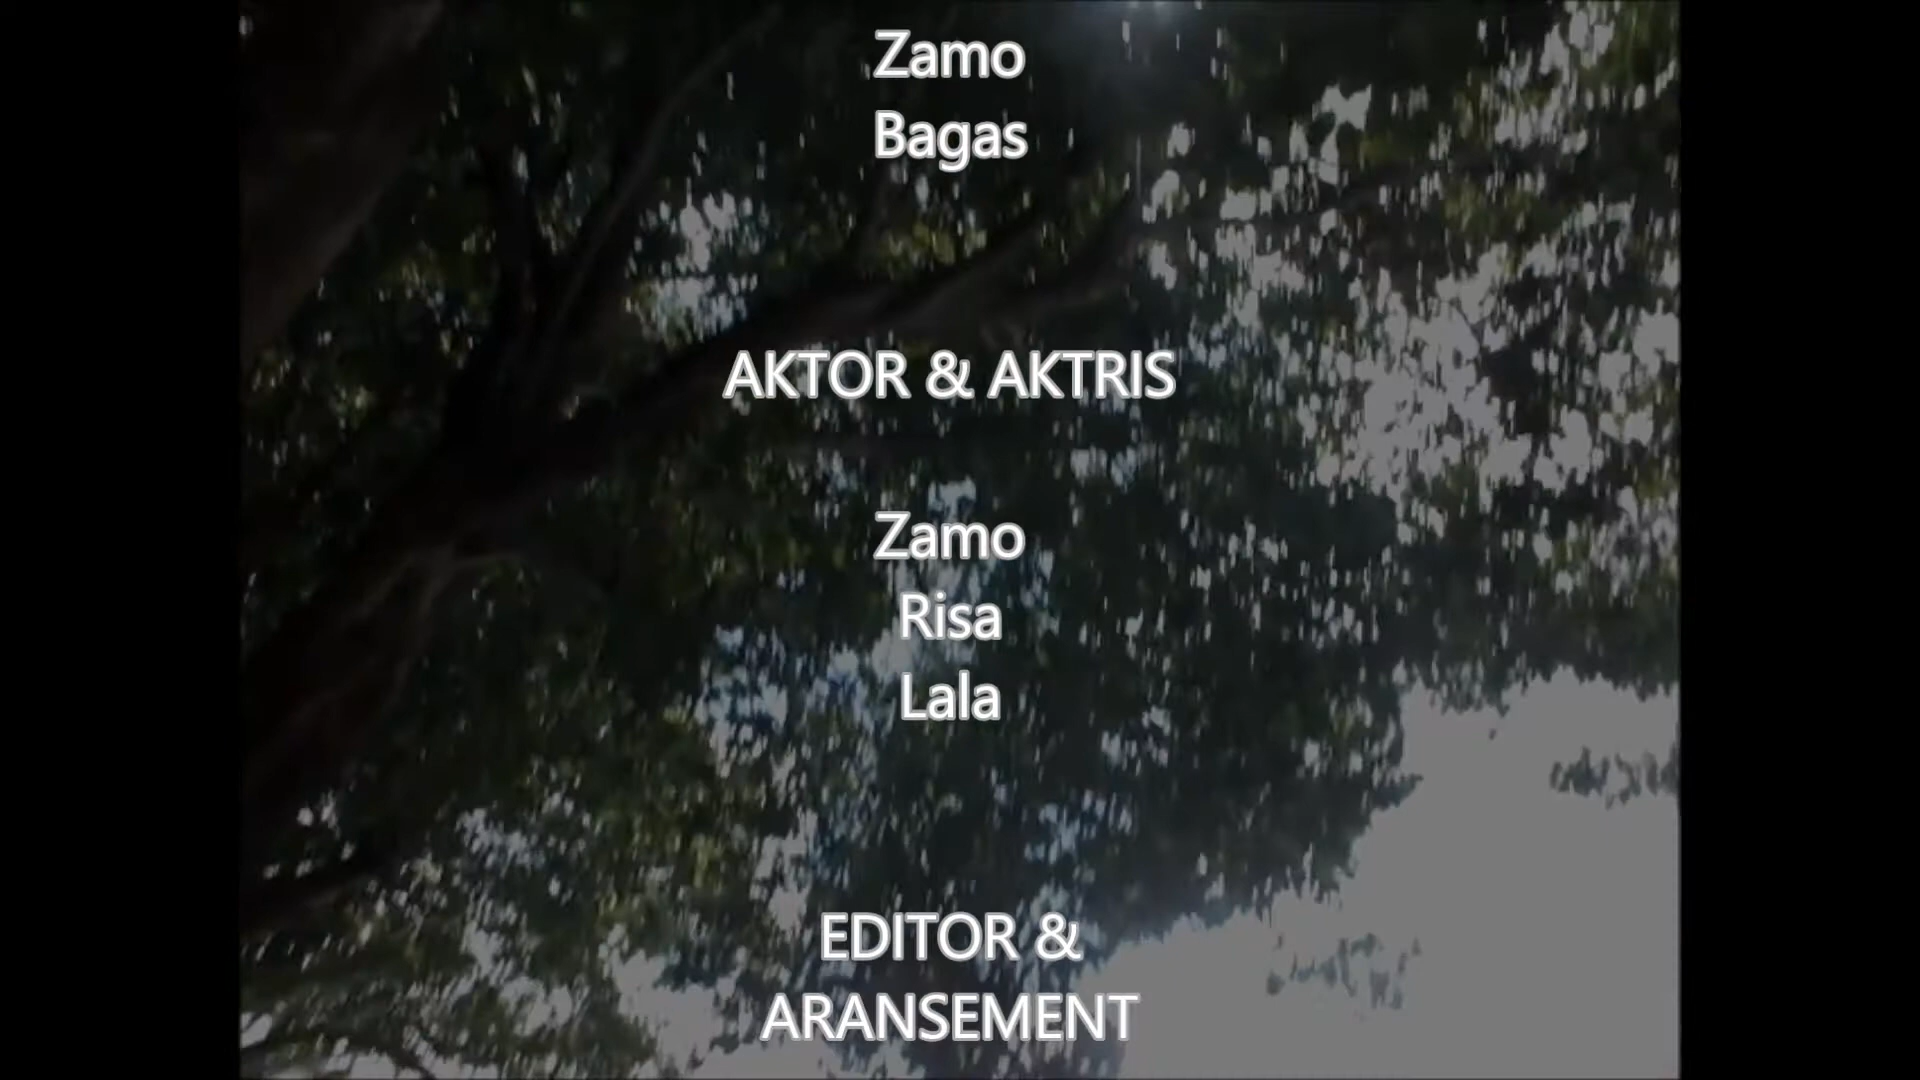 Zamo
Bagas
AKTOR & AKTRIS
Zamo
Risa
Lala
EDITOR &
ARANSEMENT